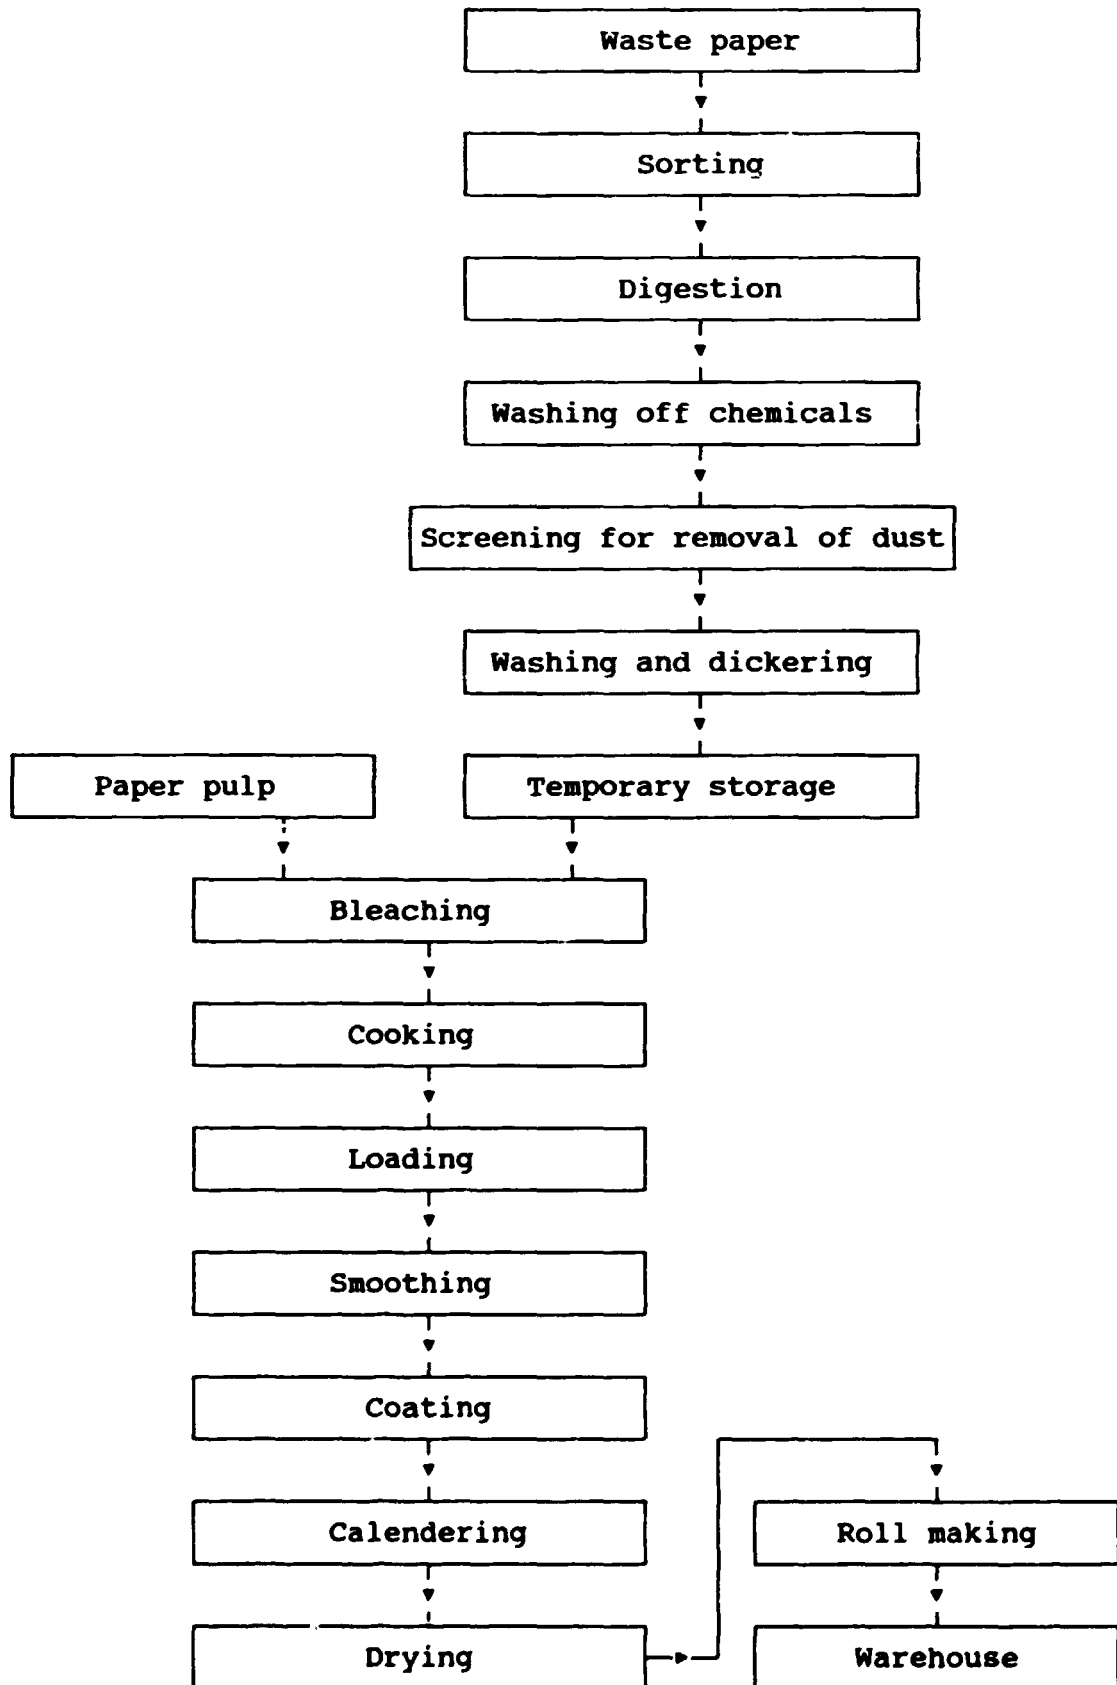 Waste paper
Sorting
Digestion
Washing off chemicals
Screening for removal of dust
Washing and dickering
Paper pulp
Temporary storage
Bleaching
Cooking
Loading
Smoothing
Coating
Calendering
Roll making
Drying
Warehouse